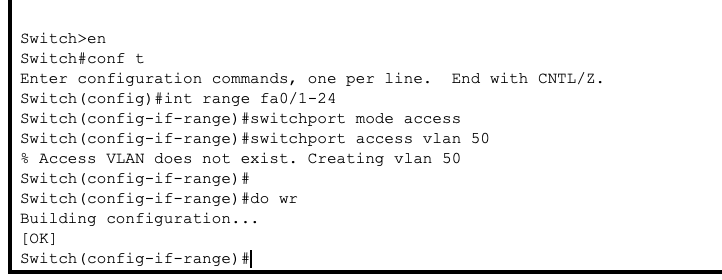 Switch>en
Switch#conf t
Enter configuration commands, one per line.  End with CNTL/Z.
Switch(config)#int range fa0/1-24
Switch(config-if-range)#switchport mode access
Switch(config-if-range)#switchport access vlan 50
% Access VLAN does not exist. Creating vlan 50
Switch(config-if-range)#
Switch(config-if-range)#do wr
Building configuration...
[OK]
Switch(config-if-range)#